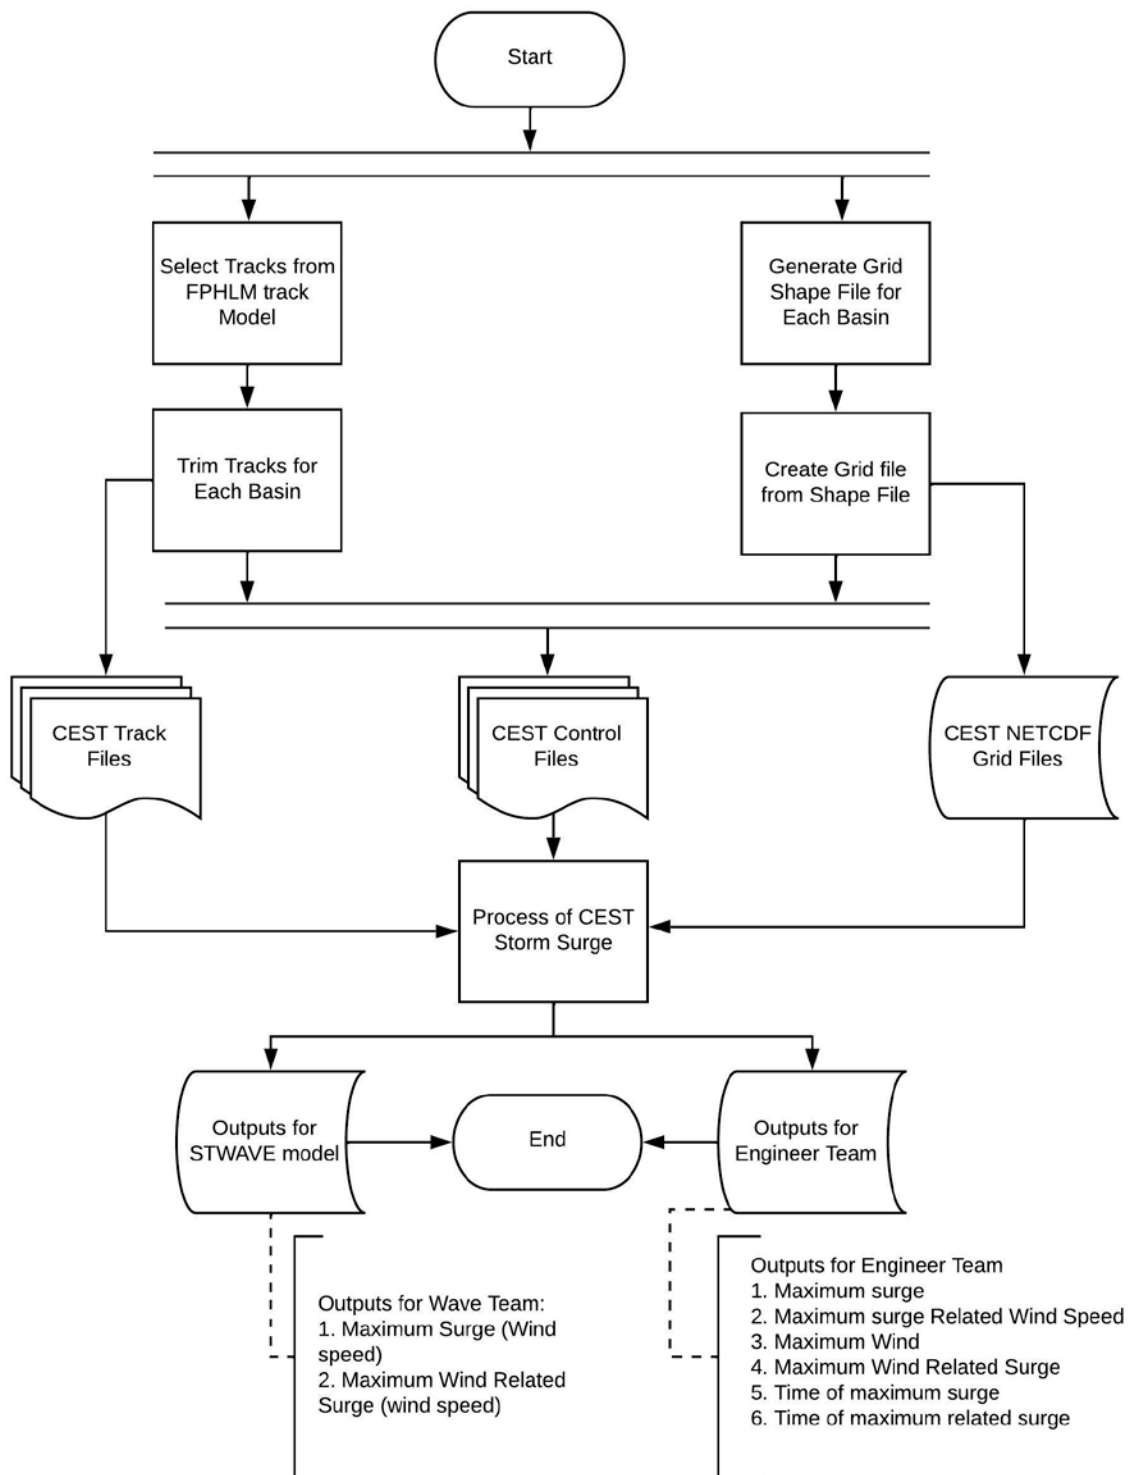 Start
Select Tracks from
FPHLM track
Model
Generate Grid
Shape File for
Each Basin
Trim Tracks for
Each Basin
Create Grid file
from Shape File
CEST Track
Files
CEST Control
Files
CEST NETCDF
Grid Files
Process of CEST
Storm Surge
Outputs for
STWAVE model
End
Outputs for
Engineer Team
Outputs for Wave Team:
1. Maximum Surge (Wind
speed)
2. Maximum Wind Related
Surge (wind speed)
Outputs for Engineer Team
1. Maximum surge
2. Maximum surge Related Wind Speed
3. Maximum Wind
4. Maximum Wind Related Surge
5. Time of maximum surge
6. Time of maximum related surge